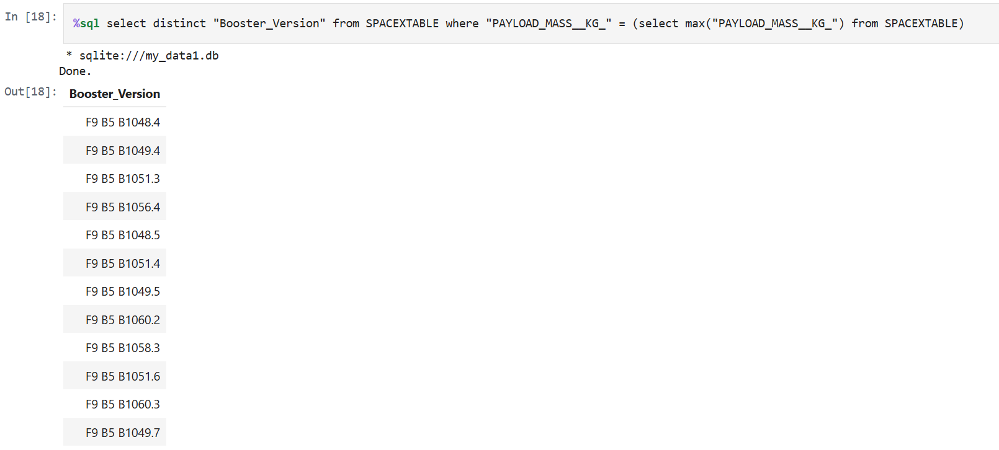 In [18]: %sql select distinct "Booster_Version" from SPACEXTABLE where "PAYLOAD_MASS__KG_" = (select max("PAYLOAD_MASS__KG_") from SPACEXTABLE)
* sqlite:///my_data1.db
Done.
Out[18]: Booster_Version
F9 B5 B1048.4
F9 B5 B1049.4
F9 B5 B1051.3
F9 B5 B1056.4
F9 B5 B1048.5
F9 B5 B1051.4
F9 B5 B1049.5
F9 B5 B1060.2
F9 B5 B1058.3
F9 B5 B1051.6
F9 B5 B1060.3
F9 B5 B1049.7